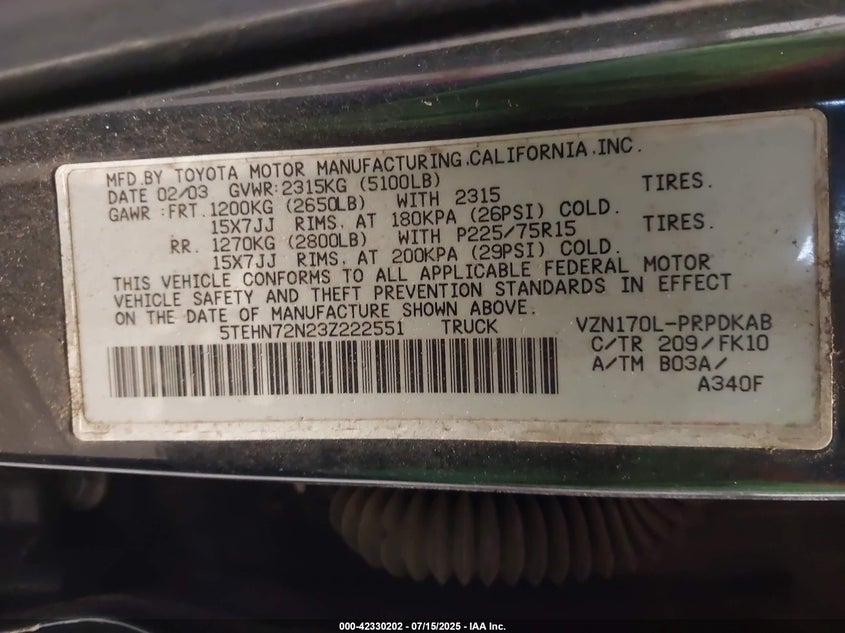 MFD.BY TOYOTA MOTOR MANUFACTURING,CALIFORNIA,INC.
DATE 02/03 GVWR:2315KG (5100LB)
GAWR :FRT. 1200KG (2650LB) WITH 2315 TIRES.
15X7JJ RIMS, AT 180KPA (26PSI) COLD.
RR. 1270KG (2800LB) WITH P225/75R15 TIRES.
15X7JJ RIMS, AT 200KPA (29PSI) COLD.
THIS VEHICLE CONFORMS TO ALL APPLICABLE FEDERAL MOTOR
VEHICLE SAFETY AND THEFT PREVENTION STANDARDS IN EFFECT
ON THE DATE OF MANUFACTURE SHOWN ABOVE.
5TEHN72N23Z222551 TRUCK VZN170L-PRPDKAB
C/TR 209/FK10
A/TM B03A/
A340F
000-42330202 - 07/15/2025 - IAA Inc.